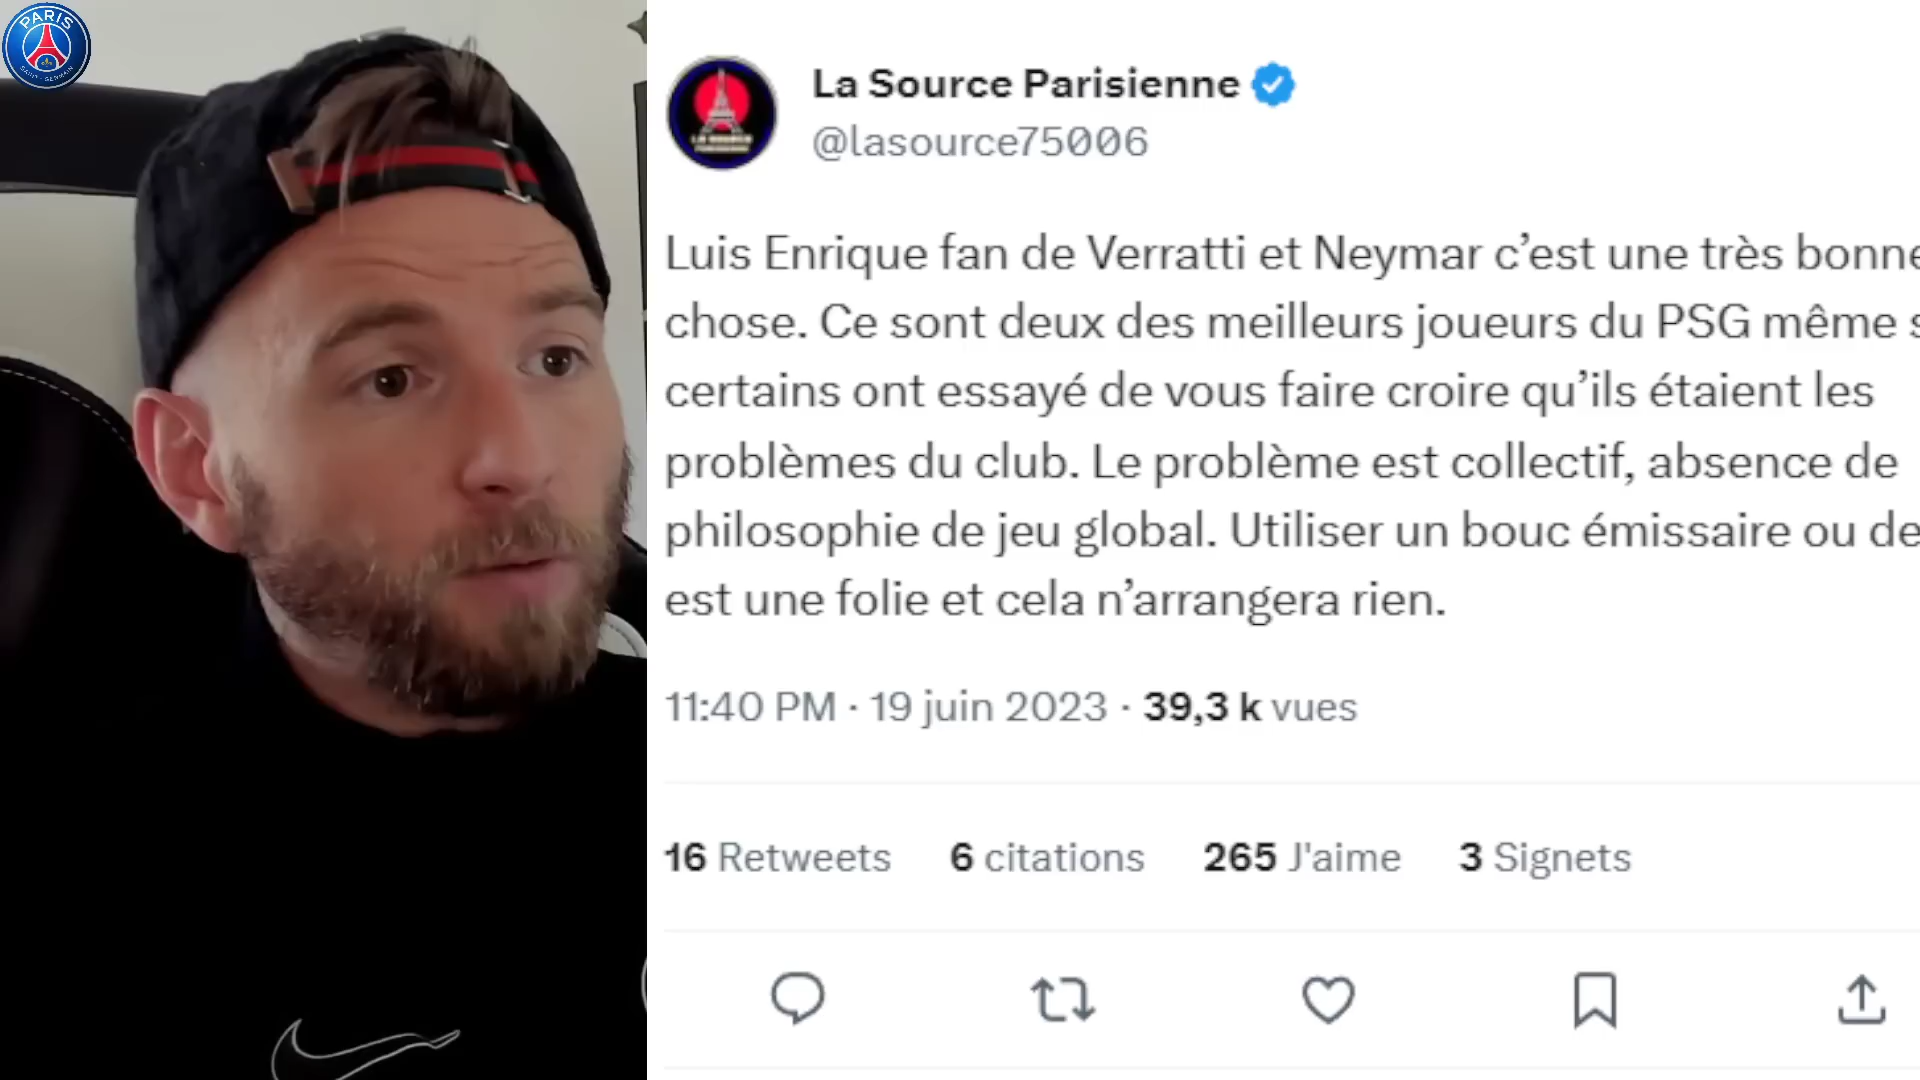 PARIS
SAINT-GERMAIN
La Source Parisienne
@lasource75006
Luis Enrique fan de Verratti et Neymar c’est une très bonne
chose. Ce sont deux des meilleurs joueurs du PSG même s
certains ont essayé de vous faire croire qu’ils étaient les
problèmes du club. Le problème est collectif, absence de
philosophie de jeu global. Utiliser un bouc émissaire ou de
est une folie et cela n’arrangera rien.
11:40 PM · 19 juin 2023 · 39,3 k vues
16 Retweets 6 citations 265 J'aime 3 Signets